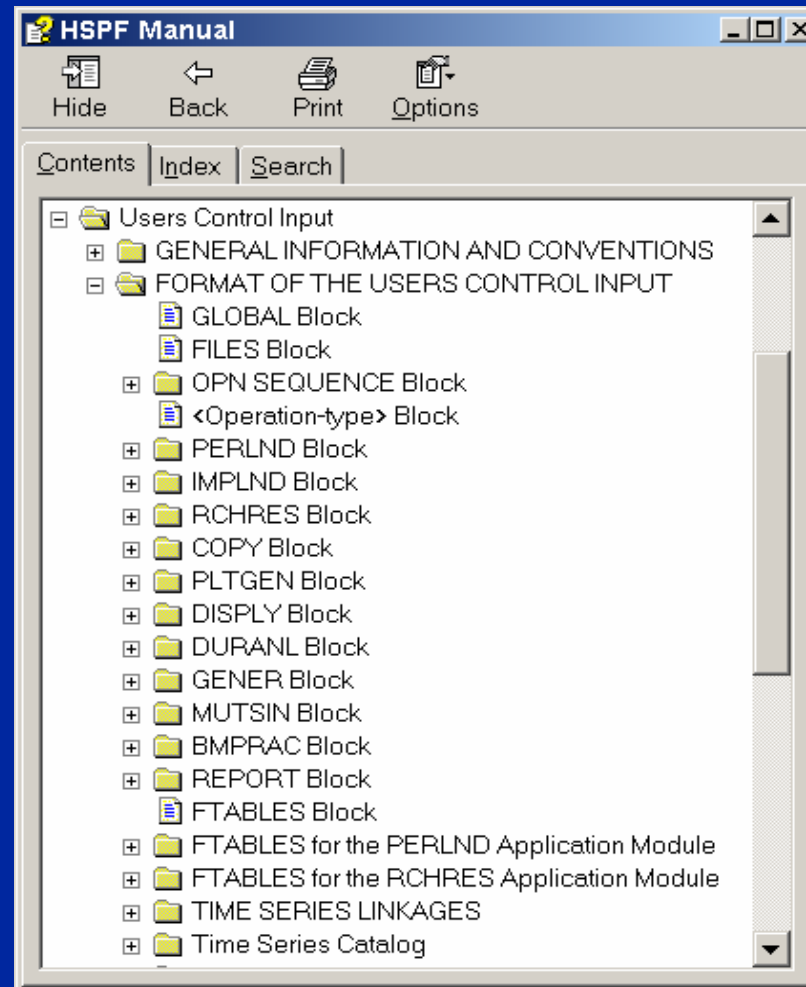 HSPF Manual
Hide Back Print Options
Contents Index Search
Users Control Input
GENERAL INFORMATION AND CONVENTIONS
FORMAT OF THE USERS CONTROL INPUT
GLOBAL Block
FILES Block
OPN SEQUENCE Block
<Operation-type> Block
PERLND Block
IMPLND Block
RCHRES Block
COPY Block
PLTGEN Block
DISPLY Block
DURANL Block
GENER Block
MUTSIN Block
BMPRAC Block
REPORT Block
FTABLES Block
FTABLES for the PERLND Application Module
FTABLES for the RCHRES Application Module
TIME SERIES LINKAGES
Time Series Catalog